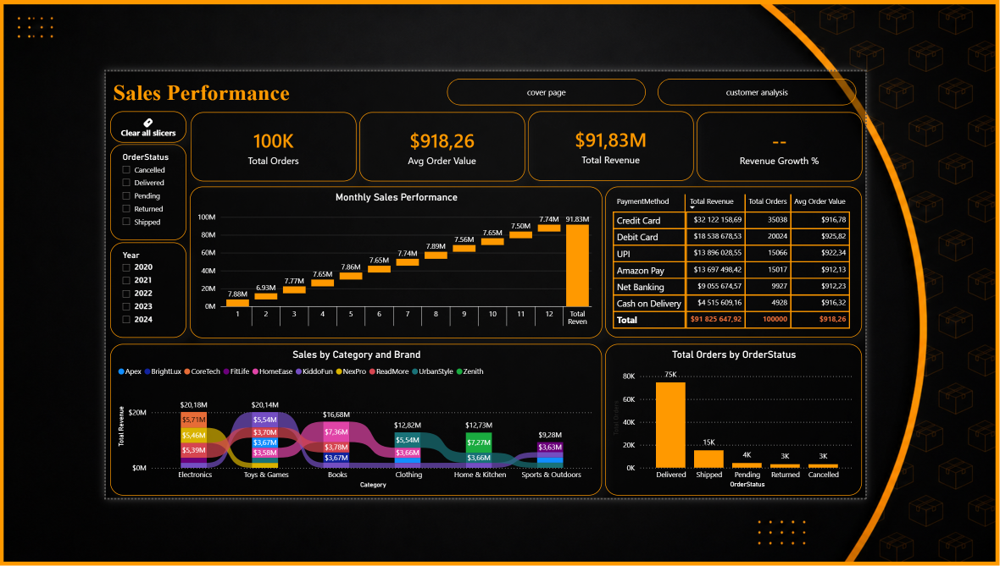 Sales Performance
cover page
customer analysis
Clear all slicers
100K
Total Orders
$918,26
Avg Order Value
$91,83M
Total Revenue
--
Revenue Growth %
OrderStatus
Cancelled
Delivered
Pending
Returned
Shipped
Year
2020
2021
2022
2023
2024
Monthly Sales Performance
100M
80M
60M
40M
20M
0M
7.88M 6.93M 7.77M 7.65M 7.86M 7.65M 7.74M 7.89M 7.56M 7.65M 7.50M 7.74M 91.83M
1 2 3 4 5 6 7 8 9 10 11 12 Total
Reven
PaymentMethod Total Revenue Total Orders Avg Order Value
Credit Card $32 122 158,69 35038 $916,78
Debit Card $18 538 678,53 20024 $925,82
UPI $13 896 028,55 15066 $922,34
Amazon Pay $13 697 498,42 15017 $912,13
Net Banking $9 055 674,57 9927 $912,23
Cash on Delivery $4 515 609,16 4928 $916,32
Total $91 825 647,92 100000 $918,26
Sales by Category and Brand
Apex BrightLux CoreTech FitLife HomeEase KiddoFun NexPro ReadMore UrbanStyle Zenith
Total Revenue
$20M
$0M
$20,18M
$5,71M
$5,46M
$5,39M
$20,14M
$5,54M
$3,70M
$3,67M
$3,58M
$16,68M
$7,36M
$3,78M
$3,67M
$12,82M
$5,54M
$3,66M
$12,73M
$7,27M
$3,66M
$9,28M
$3,63M
Electronics Toys & Games Books Clothing Home & Kitchen Sports & Outdoors
Category
Total Orders by OrderStatus
Total Orders
80K
60K
40K
20K
0K
75K 15K 4K 3K 3K
Delivered Shipped Pending Returned Cancelled
OrderStatus